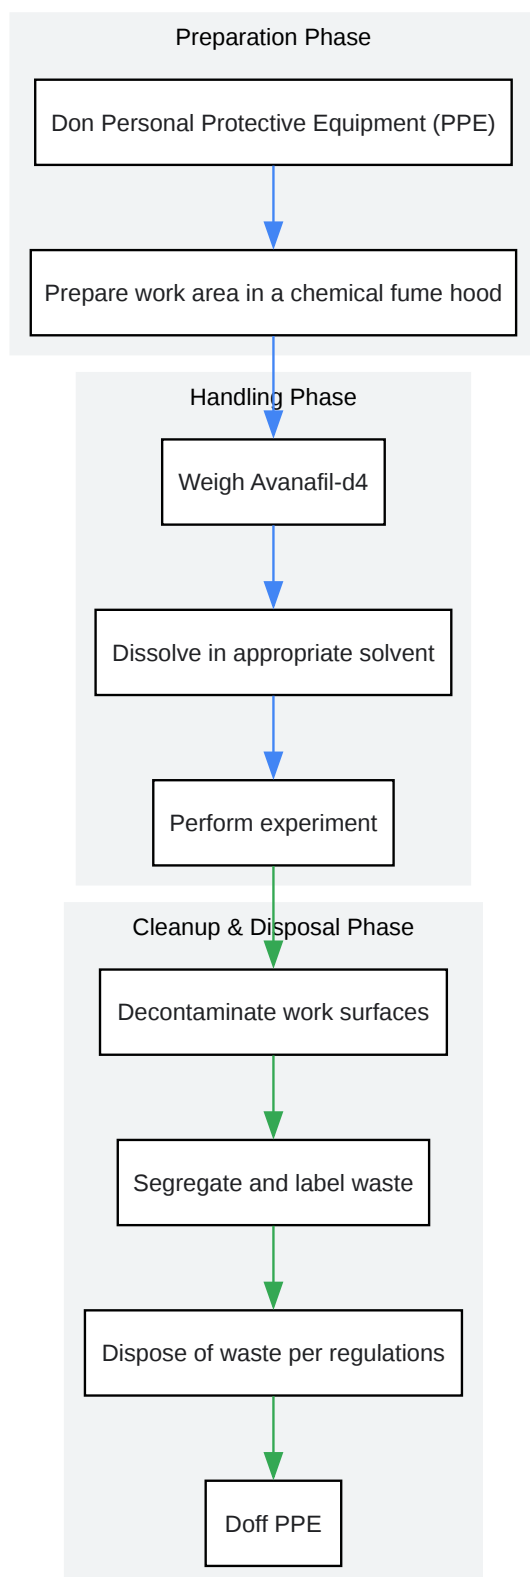 Preparation Phase
Don Personal Protective Equipment (PPE)
Prepare work area in a chemical fume hood
Handling Phase
Weigh Avanafil-d4
Dissolve in appropriate solvent
Perform experiment
Cleanup & Disposal Phase
Decontaminate work surfaces
Segregate and label waste
Dispose of waste per regulations
Doff PPE